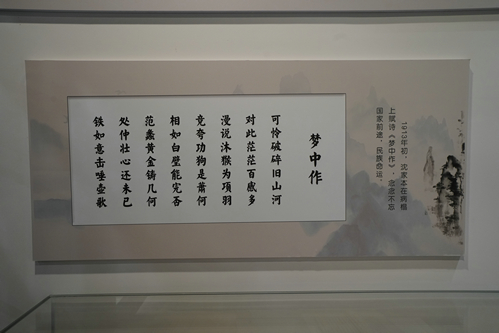 1913年初，沈家本在病榻
上赋诗《梦中作》，念念不忘
国家前途，民族命运。
梦中作
可怜破碎旧山河
对此茫茫百感多
漫说沐猴为项羽
竟夸功狗是萧何
相如白壁能完否
范蠡黄金铸几何
处仲壮心还未已
铁如意击唾壶歌